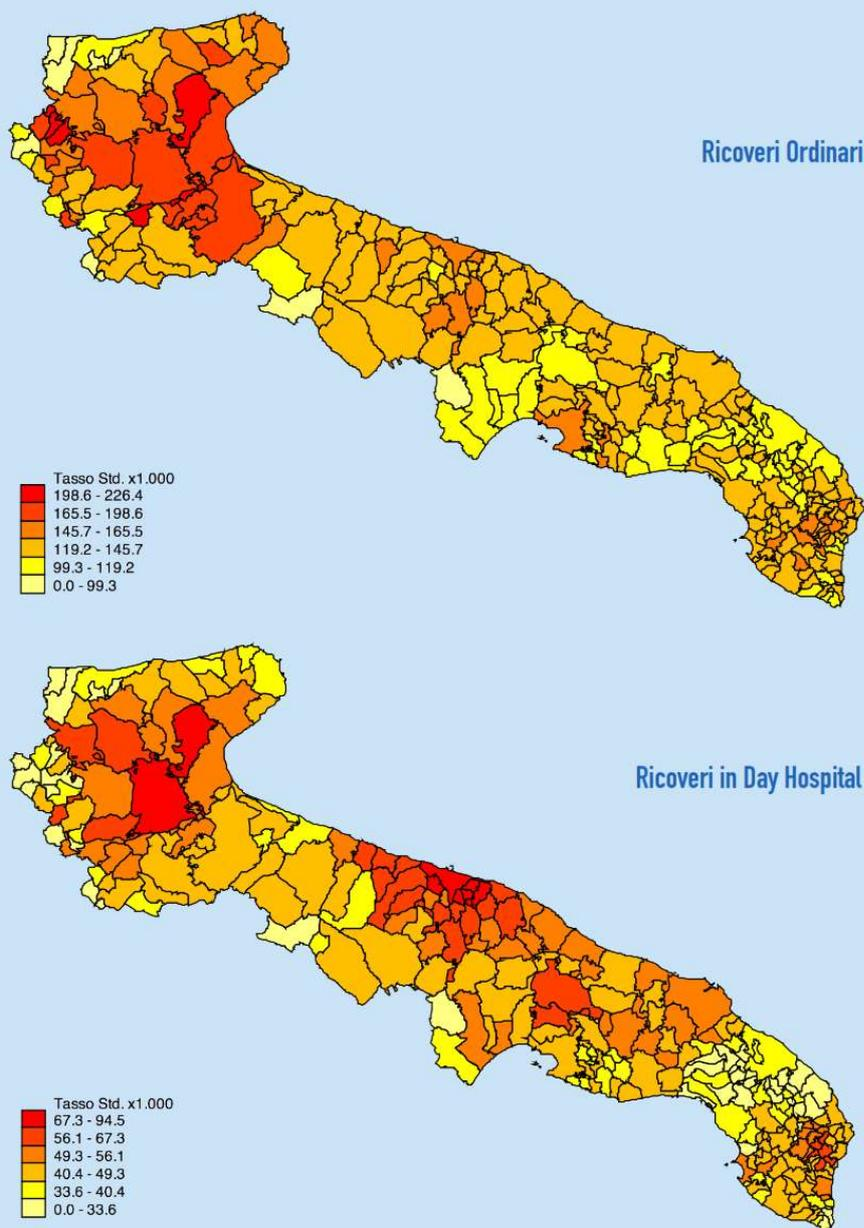 Ricoveri Ordinari
Tasso Std. x1.000
198.6 - 226.4
165.5 - 198.6
145.7 - 165.5
119.2 - 145.7
99.3 - 119.2
0.0 - 99.3
Ricoveri in Day Hospital
Tasso Std. x1.000
67.3 - 94.5
56.1 - 67.3
49.3 - 56.1
40.4 - 49.3
33.6 - 40.4
0.0 - 33.6